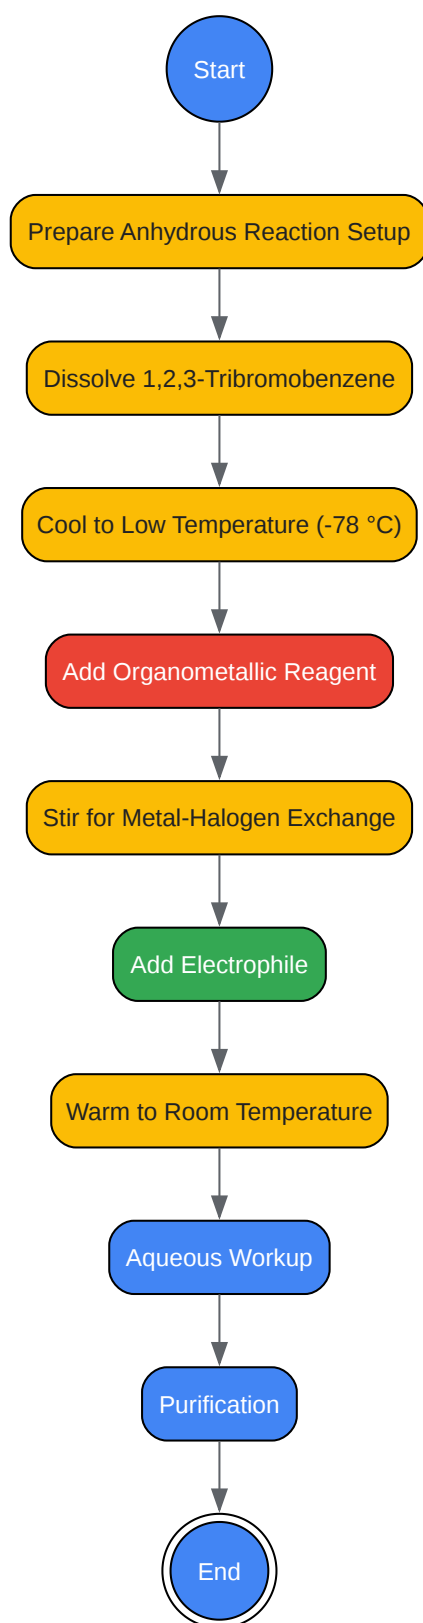 Start
Prepare Anhydrous Reaction Setup
Dissolve 1,2,3-Tribromobenzene
Cool to Low Temperature (-78 °C)
Add Organometallic Reagent
Stir for Metal-Halogen Exchange
Add Electrophile
Warm to Room Temperature
Aqueous Workup
Purification
End